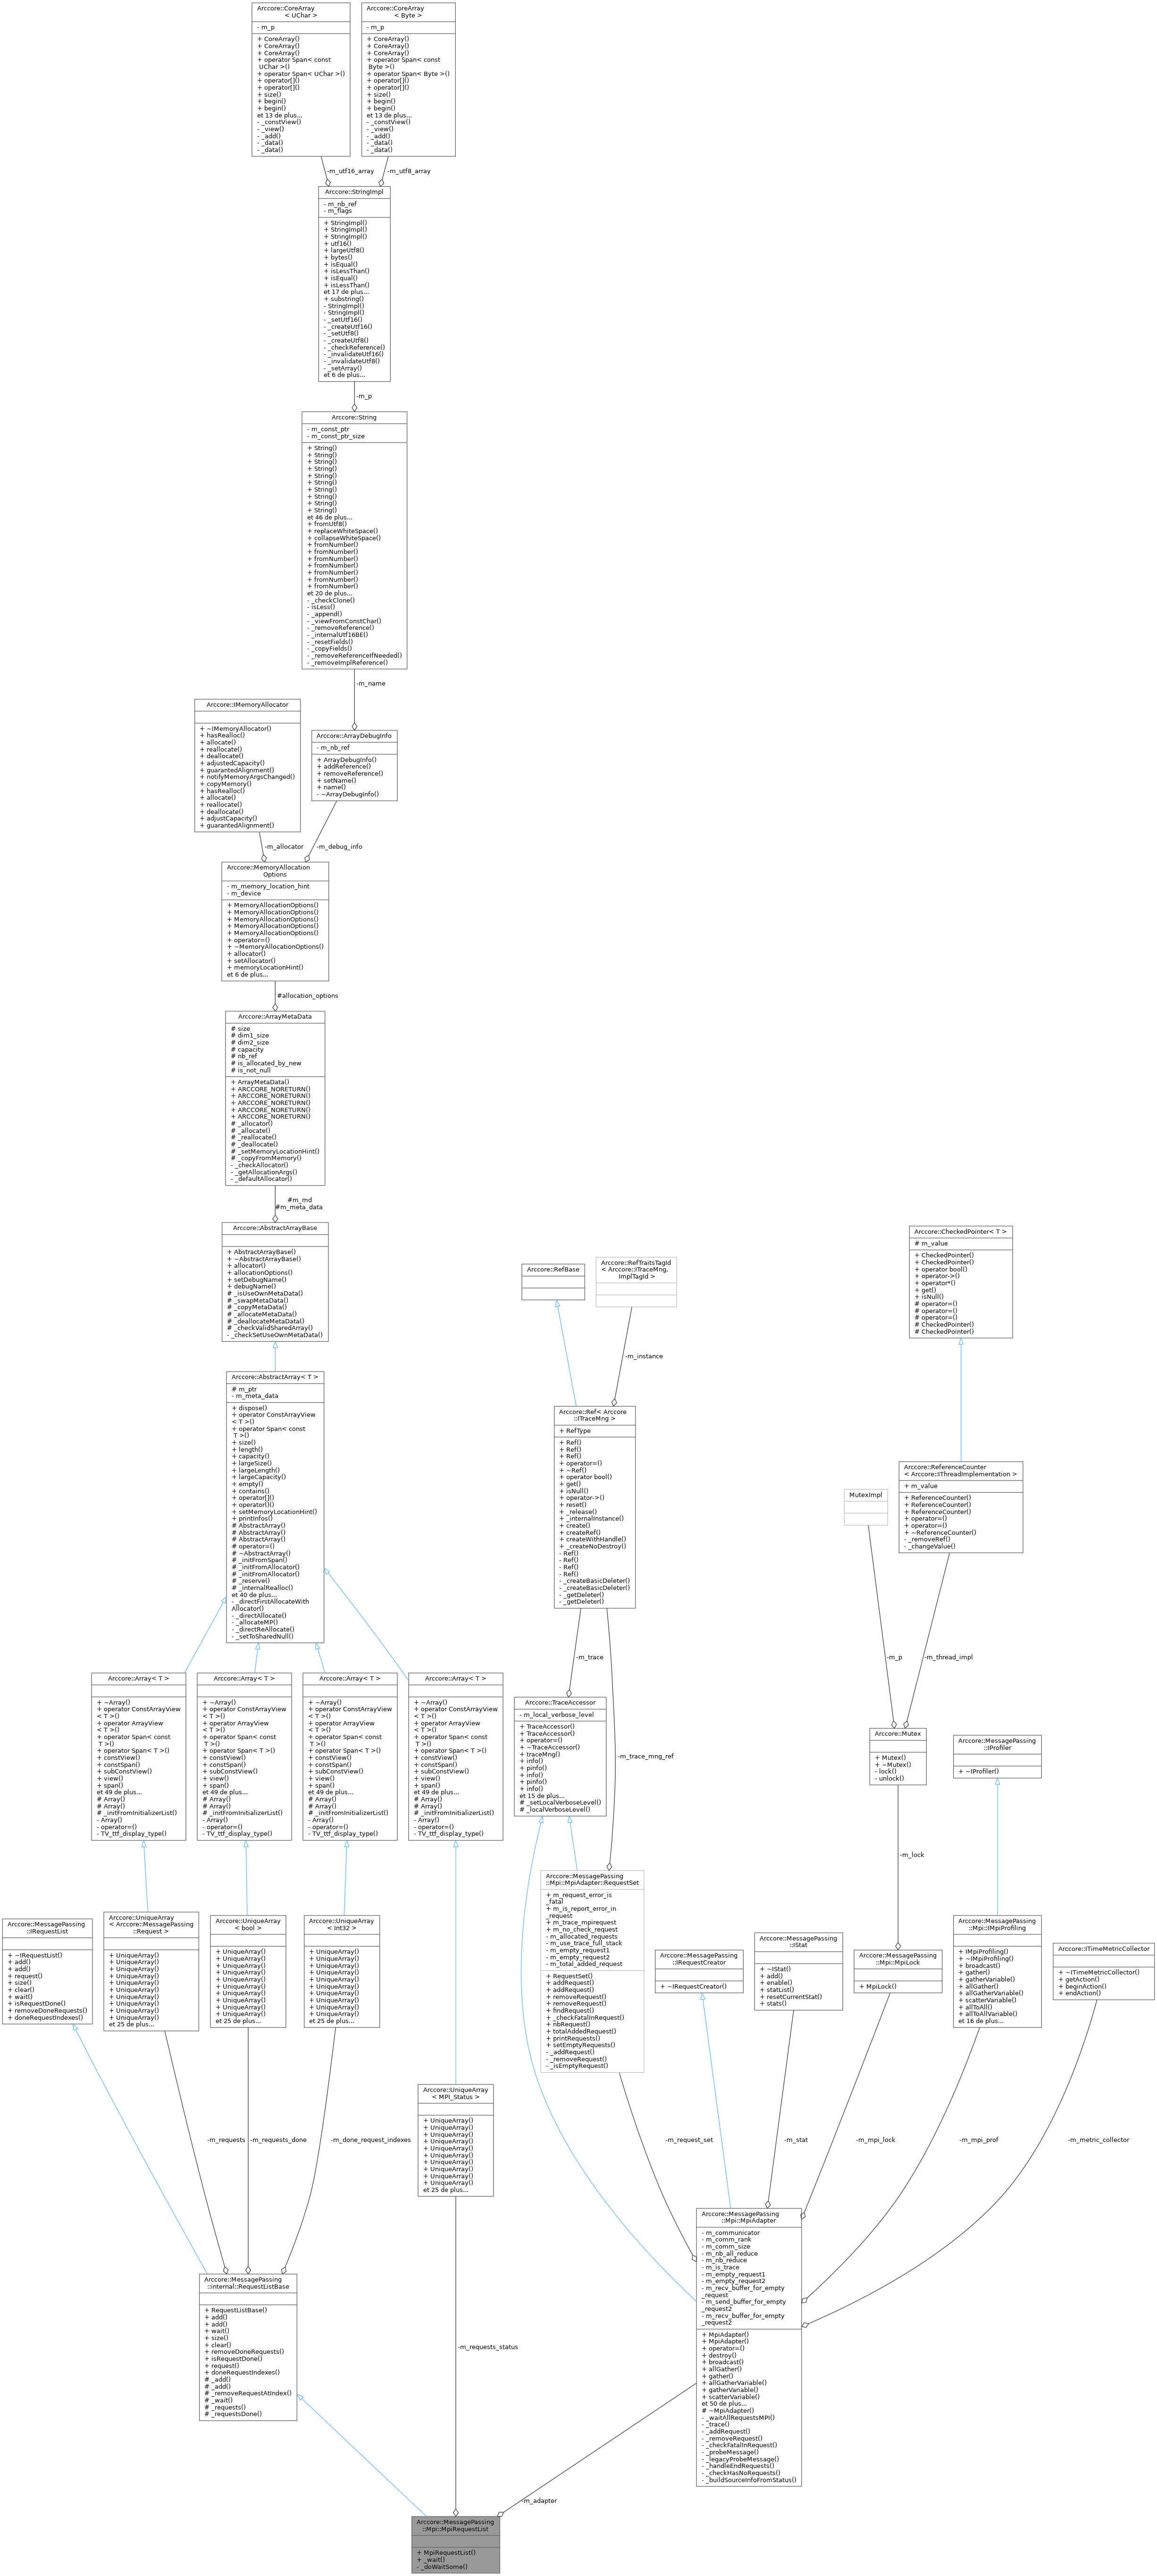 Arccore::CoreArray
< UChar >
- m_p
+ CoreArray()
+ CoreArray()
+ CoreArray()
+ operator Span< const
UChar >()
+ operator Span< UChar >()
+ operator[]()
+ operator[]()
+ size()
+ begin()
+ begin()
et 13 de plus...
- _constView()
- _view()
- _add()
- _data()
- _data()
Arccore::CoreArray
< Byte >
- m_p
+ CoreArray()
+ CoreArray()
+ CoreArray()
+ operator Span< const
Byte >()
+ operator Span< Byte >()
+ operator[]()
+ operator[]()
+ size()
+ begin()
+ begin()
et 13 de plus...
- _constView()
- _view()
- _add()
- _data()
- _data()
-m_utf16_array
-m_utf8_array
Arccore::StringImpl
- m_nb_ref
- m_flags
+ StringImpl()
+ StringImpl()
+ StringImpl()
+ utf16()
+ largeUtf8()
+ bytes()
+ isEqual()
+ isLessThan()
+ isEqual()
+ isLessThan()
et 17 de plus...
+ substring()
- StringImpl()
- StringImpl()
- _setUtf16()
- _createUtf16()
- _setUtf8()
- _createUtf8()
- _checkReference()
- _invalidateUtf16()
- _invalidateUtf8()
- _setArray()
et 6 de plus...
-m_p
Arccore::String
- m_const_ptr
- m_const_ptr_size
+ String()
+ String()
+ String()
+ String()
+ String()
+ String()
+ String()
+ String()
+ String()
+ String()
et 46 de plus...
+ fromUtf8()
+ replaceWhiteSpace()
+ collapseWhiteSpace()
+ fromNumber()
+ fromNumber()
+ fromNumber()
+ fromNumber()
+ fromNumber()
+ fromNumber()
+ fromNumber()
et 20 de plus...
- _checkClone()
- isLess()
- _append()
- _viewFromConstChar()
- _removeReference()
- _internalUtf16BE()
- _resetFields()
- _copyFields()
- _removeReferenceIfNeeded()
- _removeImplReference()
-m_name
Arccore::IMemoryAllocator
+ ~IMemoryAllocator()
+ hasRealloc()
+ allocate()
+ reallocate()
+ deallocate()
+ adjustedCapacity()
+ guarantedAlignment()
+ notifyMemoryArgsChanged()
+ copyMemory()
+ hasRealloc()
+ allocate()
+ reallocate()
+ deallocate()
+ adjustCapacity()
+ guarantedAlignment()
Arccore::ArrayDebugInfo
- m_nb_ref
+ ArrayDebugInfo()
+ addReference()
+ removeReference()
+ setName()
+ name()
- ~ArrayDebugInfo()
-m_allocator
-m_debug_info
Arccore::MemoryAllocation
Options
- m_memory_location_hint
- m_device
+ MemoryAllocationOptions()
+ MemoryAllocationOptions()
+ MemoryAllocationOptions()
+ MemoryAllocationOptions()
+ MemoryAllocationOptions()
+ operator=()
+ ~MemoryAllocationOptions()
+ allocator()
+ setAllocator()
+ memoryLocationHint()
et 6 de plus...
#allocation_options
Arccore::ArrayMetaData
# size
# dim1_size
# dim2_size
# capacity
# nb_ref
# is_allocated_by_new
# is_not_null
+ ArrayMetaData()
+ ARCCORE_NORETURN()
+ ARCCORE_NORETURN()
+ ARCCORE_NORETURN()
+ ARCCORE_NORETURN()
+ ARCCORE_NORETURN()
# _allocator()
# _allocate()
# _reallocate()
# _deallocate()
# _setMemoryLocationHint()
# _copyFromMemory()
- _checkAllocator()
- _getAllocationArgs()
- _defaultAllocator()
#m_md
#m_meta_data
Arccore::AbstractArrayBase
+ AbstractArrayBase()
+ ~AbstractArrayBase()
+ allocator()
+ allocationOptions()
+ setDebugName()
+ debugName()
# _isUseOwnMetaData()
# _swapMetaData()
# _copyMetaData()
# _allocateMetaData()
# _deallocateMetaData()
# _checkValidSharedArray()
- _checkSetUseOwnMetaData()
Arccore::AbstractArray< T >
# m_ptr
- m_meta_data
+ dispose()
+ operator ConstArrayView
< T >()
+ operator Span< const
T >()
+ size()
+ length()
+ capacity()
+ largeSize()
+ largeLength()
+ largeCapacity()
+ empty()
+ contains()
+ operator[]()
+ operator()()
+ setMemoryLocationHint()
+ printInfos()
# AbstractArray()
# AbstractArray()
# AbstractArray()
# operator=()
# ~AbstractArray()
# _initFromSpan()
# _initFromAllocator()
# _initFromAllocator()
# _reserve()
# _internalRealloc()
et 40 de plus...
- _directFirstAllocateWith
Allocator()
- _directAllocate()
- _allocateMP()
- _directReAllocate()
- _setToSharedNull()
Arccore::RefBase
Arccore::RefTraitsTagId
< Arccore::ITraceMng,
ImplTagId >
-m_instance
Arccore::Ref< Arccore
::ITraceMng >
+ RefType
+ Ref()
+ Ref()
+ Ref()
+ operator=()
+ ~Ref()
+ operator bool()
+ get()
+ isNull()
+ operator->()
+ reset()
+ _release()
+ _internalInstance()
+ create()
+ createRef()
+ createWithHandle()
+ _createNoDestroy()
- Ref()
- Ref()
- Ref()
- Ref()
- _createBasicDeleter()
- _createBasicDeleter()
- _getDeleter()
- _getDeleter()
Arccore::CheckedPointer< T >
# m_value
+ CheckedPointer()
+ CheckedPointer()
+ operator bool()
+ operator->()
+ operator*()
+ get()
+ isNull()
# operator=()
# operator=()
# operator=()
# CheckedPointer()
# CheckedPointer()
MutexImpl
Arccore::ReferenceCounter
< Arccore::IThreadImplementation >
+ m_value
+ ReferenceCounter()
+ ReferenceCounter()
+ ReferenceCounter()
+ operator=()
+ operator=()
+ ~ReferenceCounter()
- _removeRef()
- _changeValue()
-m_trace
-m_trace_mng_ref
-m_p
-m_thread_impl
Arccore::Array< T >
+ ~Array()
+ operator ConstArrayView
< T >()
+ operator ArrayView
< T >()
+ operator Span< const
T >()
+ operator Span< T >()
+ constView()
+ constSpan()
+ subConstView()
+ view()
+ span()
et 49 de plus...
# Array()
# Array()
# _initFromInitializerList()
- Array()
- operator=()
- TV_ttf_display_type()
Arccore::Array< T >
+ ~Array()
+ operator ConstArrayView
< T >()
+ operator ArrayView
< T >()
+ operator Span< const
T >()
+ operator Span< T >()
+ constView()
+ constSpan()
+ subConstView()
+ view()
+ span()
et 49 de plus...
# Array()
# Array()
# _initFromInitializerList()
- Array()
- operator=()
- TV_ttf_display_type()
Arccore::Array< T >
+ ~Array()
+ operator ConstArrayView
< T >()
+ operator ArrayView
< T >()
+ operator Span< const
T >()
+ operator Span< T >()
+ constView()
+ constSpan()
+ subConstView()
+ view()
+ span()
et 49 de plus...
# Array()
# Array()
# _initFromInitializerList()
- Array()
- operator=()
- TV_ttf_display_type()
Arccore::Array< T >
+ ~Array()
+ operator ConstArrayView
< T >()
+ operator ArrayView
< T >()
+ operator Span< const
T >()
+ operator Span< T >()
+ constView()
+ constSpan()
+ subConstView()
+ view()
+ span()
et 49 de plus...
# Array()
# Array()
# _initFromInitializerList()
- Array()
- operator=()
- TV_ttf_display_type()
Arccore::TraceAccessor
- m_local_verbose_level
+ TraceAccessor()
+ TraceAccessor()
+ operator=()
+ ~TraceAccessor()
+ traceMng()
+ info()
+ pinfo()
+ info()
+ pinfo()
+ info()
et 15 de plus...
# _setLocalVerboseLevel()
# _localVerboseLevel()
Arccore::Mutex
+ Mutex()
+ ~Mutex()
- lock()
- unlock()
Arccore::MessagePassing
::IProfiler
+ ~IProfiler()
-m_lock
Arccore::MessagePassing
::IRequestList
+ ~IRequestList()
+ add()
+ add()
+ request()
+ size()
+ clear()
+ wait()
+ isRequestDone()
+ removeDoneRequests()
+ doneRequestIndexes()
Arccore::UniqueArray
< Arccore::MessagePassing
::Request >
+ UniqueArray()
+ UniqueArray()
+ UniqueArray()
+ UniqueArray()
+ UniqueArray()
+ UniqueArray()
+ UniqueArray()
+ UniqueArray()
+ UniqueArray()
+ UniqueArray()
et 25 de plus...
Arccore::UniqueArray
< bool >
+ UniqueArray()
+ UniqueArray()
+ UniqueArray()
+ UniqueArray()
+ UniqueArray()
+ UniqueArray()
+ UniqueArray()
+ UniqueArray()
+ UniqueArray()
+ UniqueArray()
et 25 de plus...
Arccore::UniqueArray
< Int32 >
+ UniqueArray()
+ UniqueArray()
+ UniqueArray()
+ UniqueArray()
+ UniqueArray()
+ UniqueArray()
+ UniqueArray()
+ UniqueArray()
+ UniqueArray()
+ UniqueArray()
et 25 de plus...
Arccore::MessagePassing
::Mpi::MpiAdapter::RequestSet
+ m_request_error_is
_fatal
+ m_is_report_error_in
_request
+ m_trace_mpirequest
+ m_no_check_request
- m_allocated_requests
- m_use_trace_full_stack
- m_empty_request1
- m_empty_request2
- m_total_added_request
+ RequestSet()
+ addRequest()
+ addRequest()
+ removeRequest()
+ removeRequest()
+ findRequest()
+ _checkFatalInRequest()
+ nbRequest()
+ totalAddedRequest()
+ printRequests()
+ setEmptyRequests()
- _addRequest()
- _removeRequest()
- _isEmptyRequest()
Arccore::MessagePassing
::IRequestCreator
+ ~IRequestCreator()
Arccore::MessagePassing
::IStat
+ ~IStat()
+ add()
+ enable()
+ statList()
+ resetCurrentStat()
+ stats()
Arccore::MessagePassing
::Mpi::MpiLock
+ MpiLock()
Arccore::MessagePassing
::Mpi::IMpiProfiling
+ IMpiProfiling()
+ ~IMpiProfiling()
+ broadcast()
+ gather()
+ gatherVariable()
+ allGather()
+ allGatherVariable()
+ scatterVariable()
+ allToAll()
+ allToAllVariable()
et 16 de plus...
Arccore::ITimeMetricCollector
+ ~ITimeMetricCollector()
+ getAction()
+ beginAction()
+ endAction()
Arccore::UniqueArray
< MPI_Status >
+ UniqueArray()
+ UniqueArray()
+ UniqueArray()
+ UniqueArray()
+ UniqueArray()
+ UniqueArray()
+ UniqueArray()
+ UniqueArray()
+ UniqueArray()
+ UniqueArray()
et 25 de plus...
-m_requests
-m_requests_done
-m_done_request_indexes
-m_request_set
-m_stat
-m_mpi_lock
-m_mpi_prof
-m_metric_collector
Arccore::MessagePassing
::internal::RequestListBase
+ RequestListBase()
+ add()
+ add()
+ wait()
+ size()
+ clear()
+ removeDoneRequests()
+ isRequestDone()
+ request()
+ doneRequestIndexes()
# _add()
# _add()
# _removeRequestAtIndex()
# _wait()
# _requests()
# _requestsDone()
-m_requests_status
Arccore::MessagePassing
::Mpi::MpiAdapter
- m_communicator
- m_comm_rank
- m_comm_size
- m_nb_all_reduce
- m_nb_reduce
- m_is_trace
- m_empty_request1
- m_empty_request2
- m_recv_buffer_for_empty
_request
- m_send_buffer_for_empty
_request2
- m_recv_buffer_for_empty
_request2
+ MpiAdapter()
+ MpiAdapter()
+ operator=()
+ destroy()
+ broadcast()
+ allGather()
+ gather()
+ allGatherVariable()
+ gatherVariable()
+ scatterVariable()
et 50 de plus...
# ~MpiAdapter()
- _waitAllRequestsMPI()
- _trace()
- _addRequest()
- _removeRequest()
- _checkFatalInRequest()
- _probeMessage()
- _legacyProbeMessage()
- _handleEndRequests()
- _checkHasNoRequests()
- _buildSourceInfoFromStatus()
-m_adapter
Arccore::MessagePassing
::Mpi::MpiRequestList
+ MpiRequestList()
+ _wait()
- _doWaitSome()